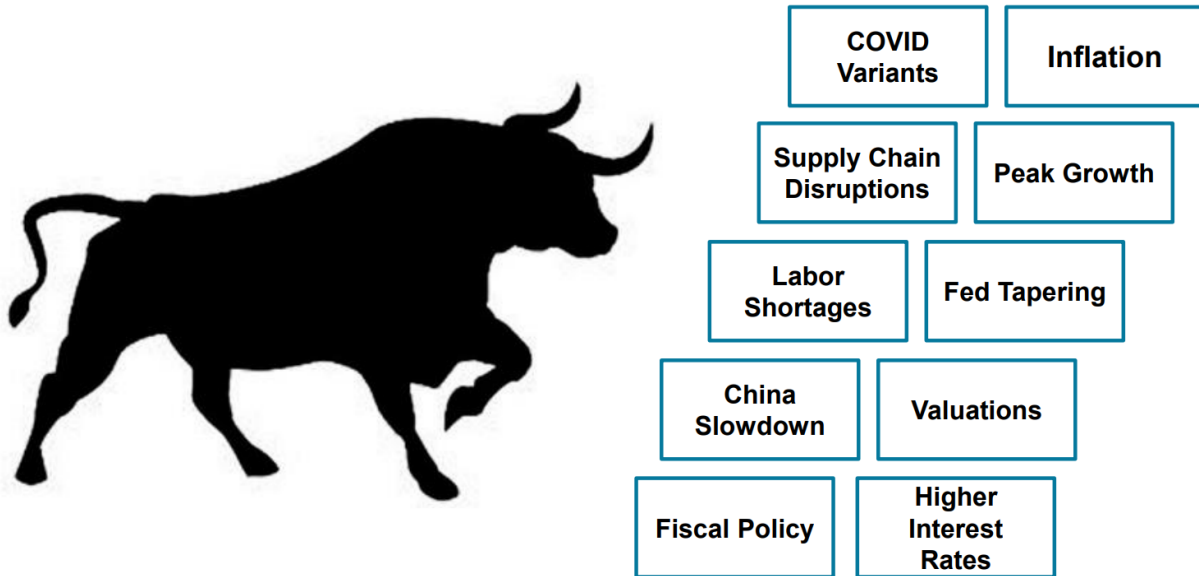 COVID
Variants
Inflation
Supply Chain
Disruptions
Peak Growth
Labor
Shortages
Fed Tapering
China
Slowdown
Valuations
Fiscal Policy
Higher
Interest
Rates